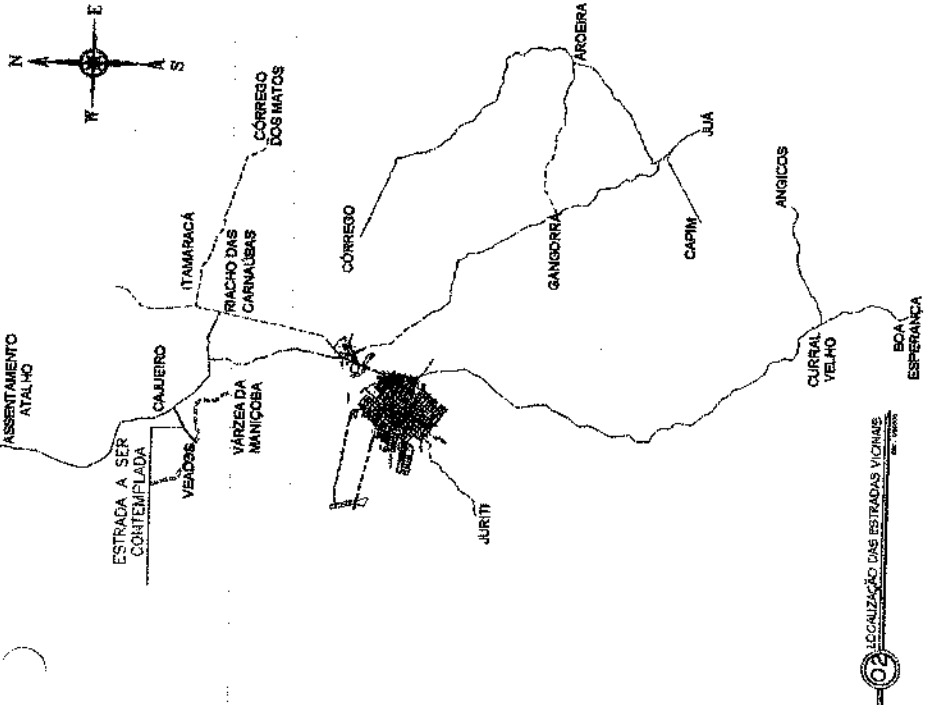 N
W
E
S
ASSENTAMENTO
ATALHO
CAJUEIRO
ESTRADA A SER
CONTEMPLADA
VEADOS
VÁRZEA DA
MANIÇOBA
ITAMARACÁ
RIACHO DAS
CARNAÚBAS
CÓRREGO
DOS MATOS
CÓRREGO
AROEIRA
GANGORRA
JUÁ
CAPIM
ANGICOS
JURITI
CURRAL
VELHO
BOA
ESPERANÇA
02
LOCALIZAÇÃO DAS ESTRADAS VICINAIS